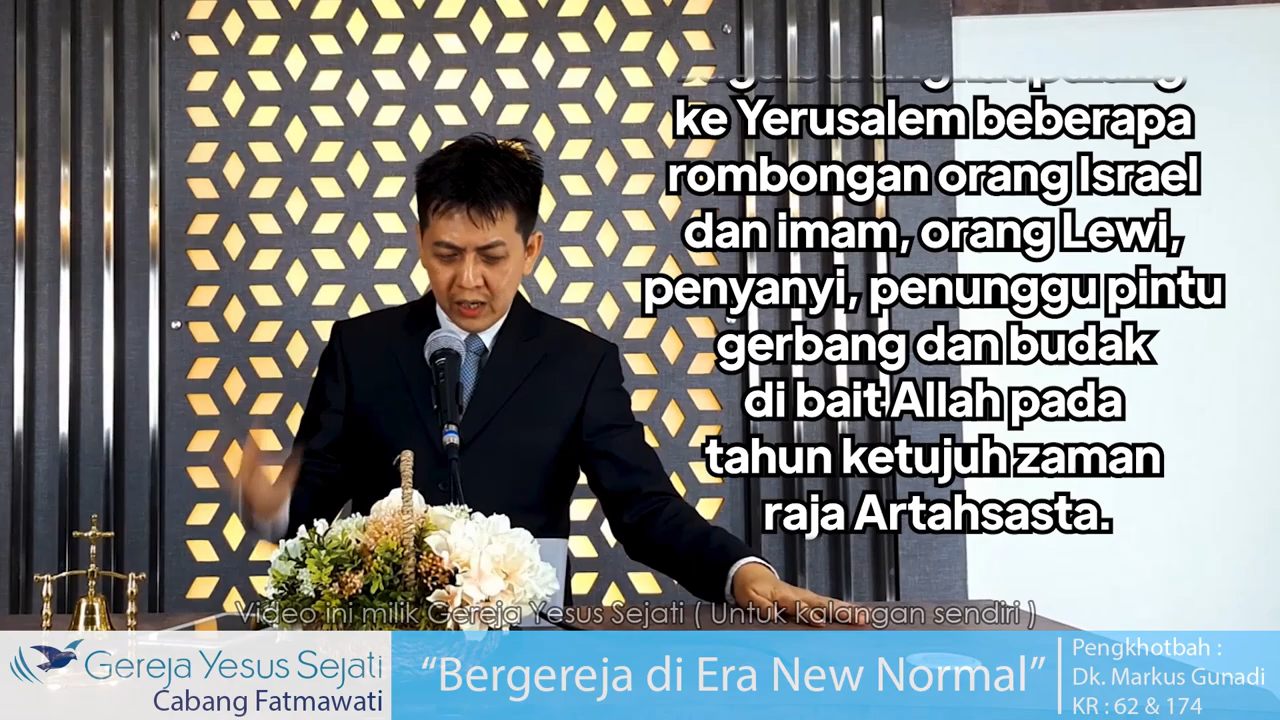 ke Yerusalem beberapa
rombongan orang Israel
dan imam, orang Lewi,
penyanyi, penunggu pintu
gerbang dan budak
di bait Allah pada
tahun ketujuh zaman
raja Artahsasta.
Video ini milik Gereja Yesus Sejati ( Untuk kalangan sendiri )
Gereja Yesus Sejati
Cabang Fatmawati
“Bergereja di Era New Normal”
Pengkhotbah :
Dk. Markus Gunadi
KR : 62 & 174